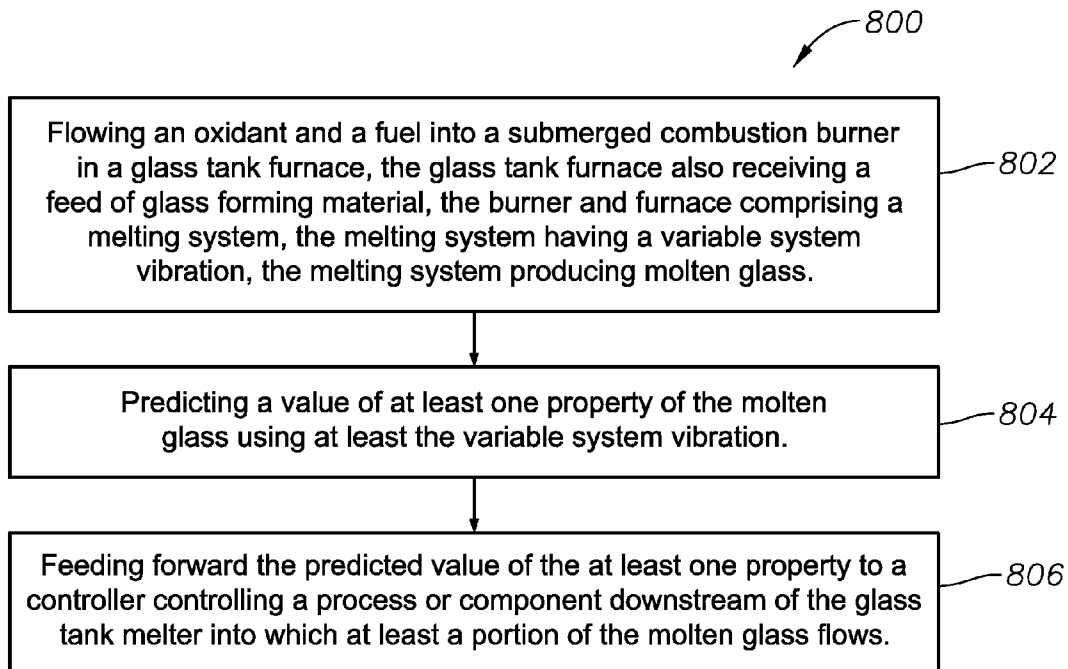 800
Flowing an oxidant and a fuel into a submerged combustion burner
in a glass tank furnace, the glass tank furnace also receiving a
feed of glass forming material, the burner and furnace comprising a
melting system, the melting system having a variable system
vibration, the melting system producing molten glass.
802
Predicting a value of at least one property of the molten
glass using at least the variable system vibration.
804
Feeding forward the predicted value of the at least one property to a
controller controlling a process or component downstream of the glass
tank melter into which at least a portion of the molten glass flows.
806